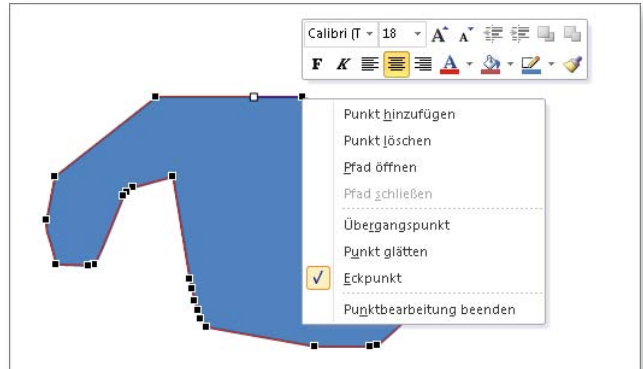 Calibri (T 18 A A
F K A
Punkt hinzufügen
Punkt löschen
Pfad öffnen
Pfad schließen
Übergangspunkt
Punkt glätten
Eckpunkt
Punktbearbeitung beenden